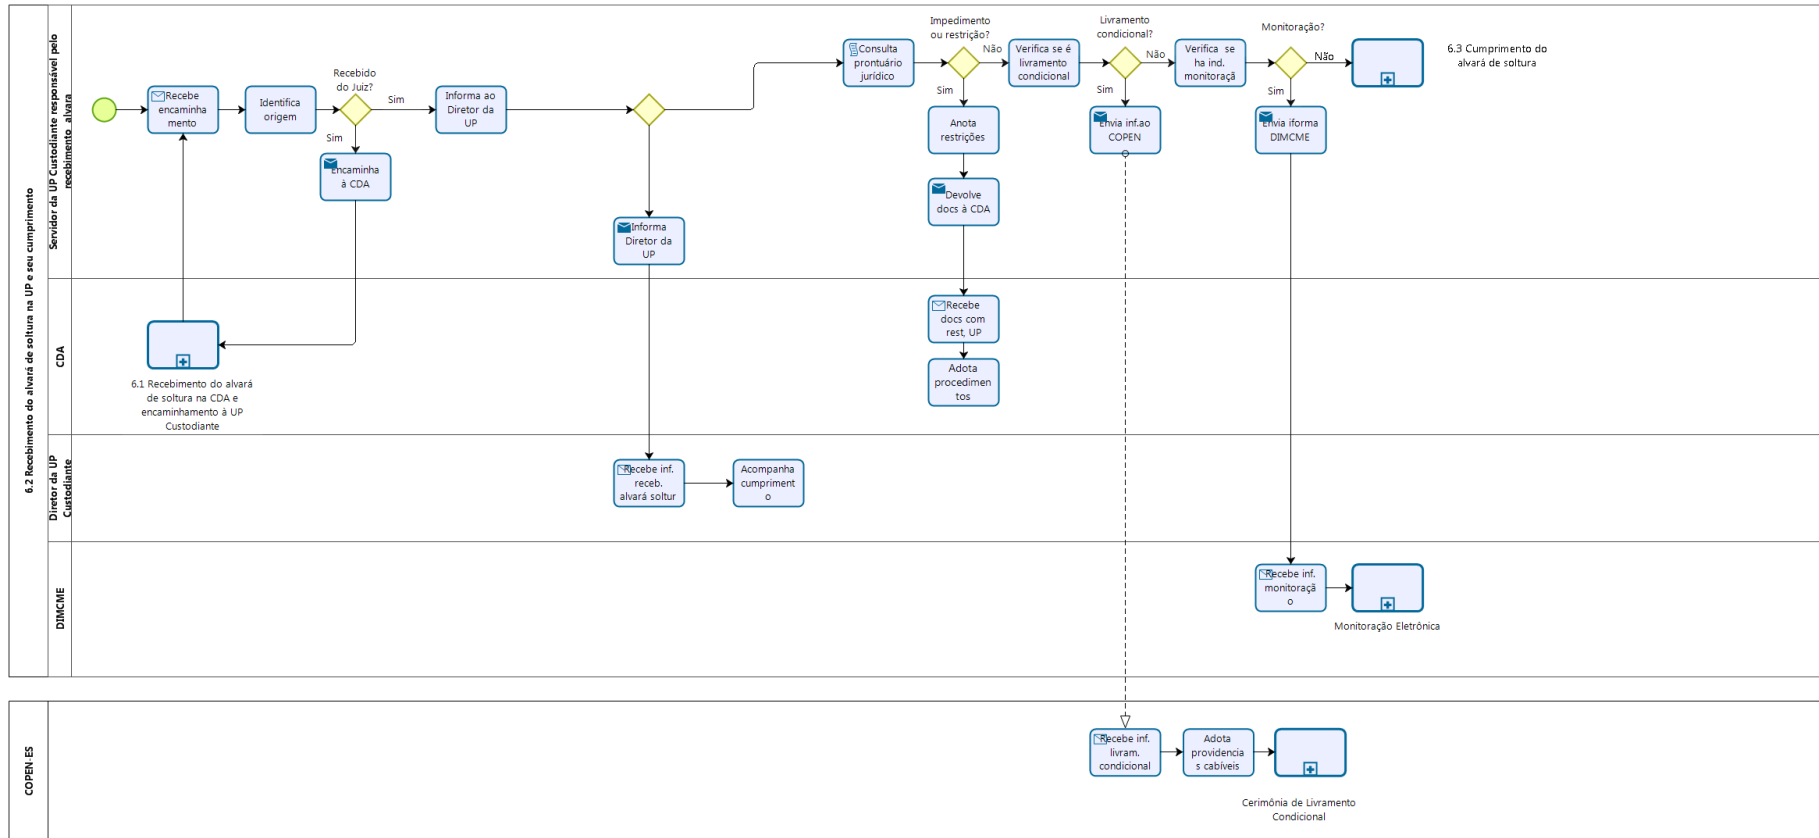 6.2 Recebimento do alvará de soltura na UP e seu cumprimento
Servidor da UP Custodiante responsável pelo
recebimento  alvara
Recebe
encaminha
mento
Identifica
origem
Recebido
do Juiz?
Sim
Sim
Encaminha
à CDA
Informa ao
Diretor da
UP
Informa
Diretor da
UP
Consulta
prontuário
jurídico
Impedimento
ou restrição?
Não
Sim
Anota
restrições
Devolve
docs à CDA
Verifica se é
livramento
condicional
Livramento
condicional?
Não
Sim
Envia inf.ao
COPEN
Verifica  se
ha ind.
monitoraçã
Monitoração?
Não
Sim
Envia iforma
DIMCME
6.3 Cumprimento do
alvará de soltura
CDA
6.1 Recebimento do alvará
de soltura na CDA e
encaminhamento à UP
Custodiante
Recebe
docs com
rest, UP
Adota
procedimen
tos
Diretor da UP
Custodiante
Recebe inf.
receb.
alvará soltur
Acompanha
cumpriment
o
DIMCME
Recebe inf.
monitoraçã
o
Monitoração Eletrônica
COPEN-ES
Recebe inf.
livram.
condicional
Adota
providencia
s cabíveis
Cerimônia de Livramento
Condicional